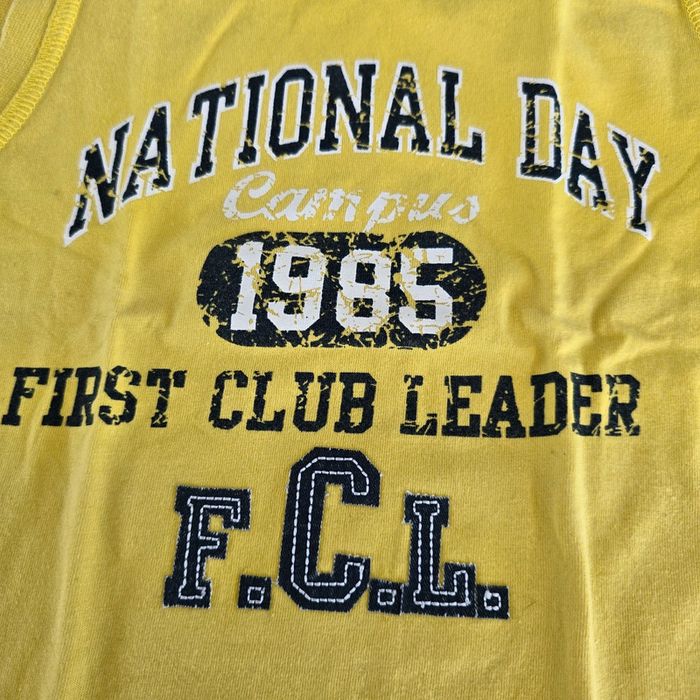 NATIONAL DAY
Campus
1985
FIRST CLUB LEADER
F.C.L.